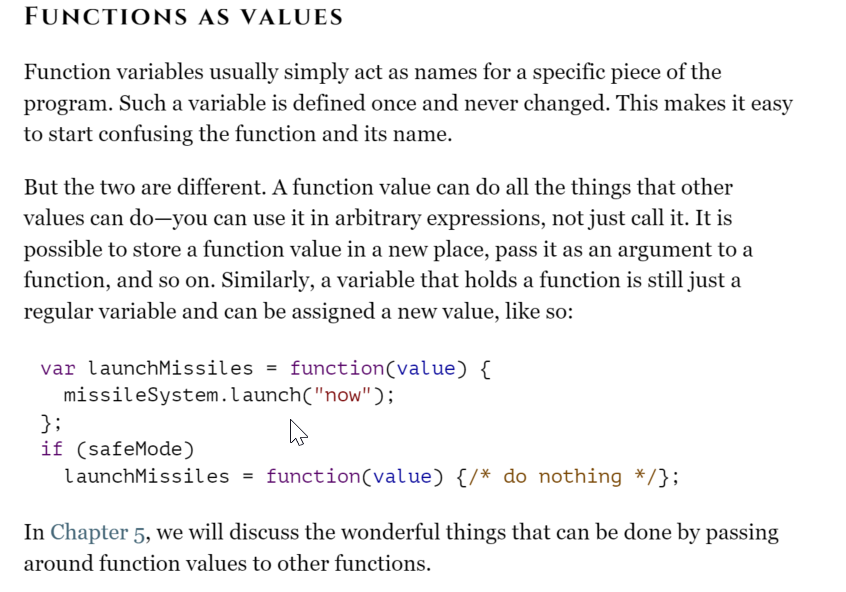 Functions as values
Function variables usually simply act as names for a specific piece of the
program. Such a variable is defined once and never changed. This makes it easy
to start confusing the function and its name.
But the two are different. A function value can do all the things that other
values can do—you can use it in arbitrary expressions, not just call it. It is
possible to store a function value in a new place, pass it as an argument to a
function, and so on. Similarly, a variable that holds a function is still just a
regular variable and can be assigned a new value, like so:
var launchMissiles = function(value) {
  missileSystem.launch("now");
};
if (safeMode)
  launchMissiles = function(value) {/* do nothing */};
In Chapter 5, we will discuss the wonderful things that can be done by passing
around function values to other functions.